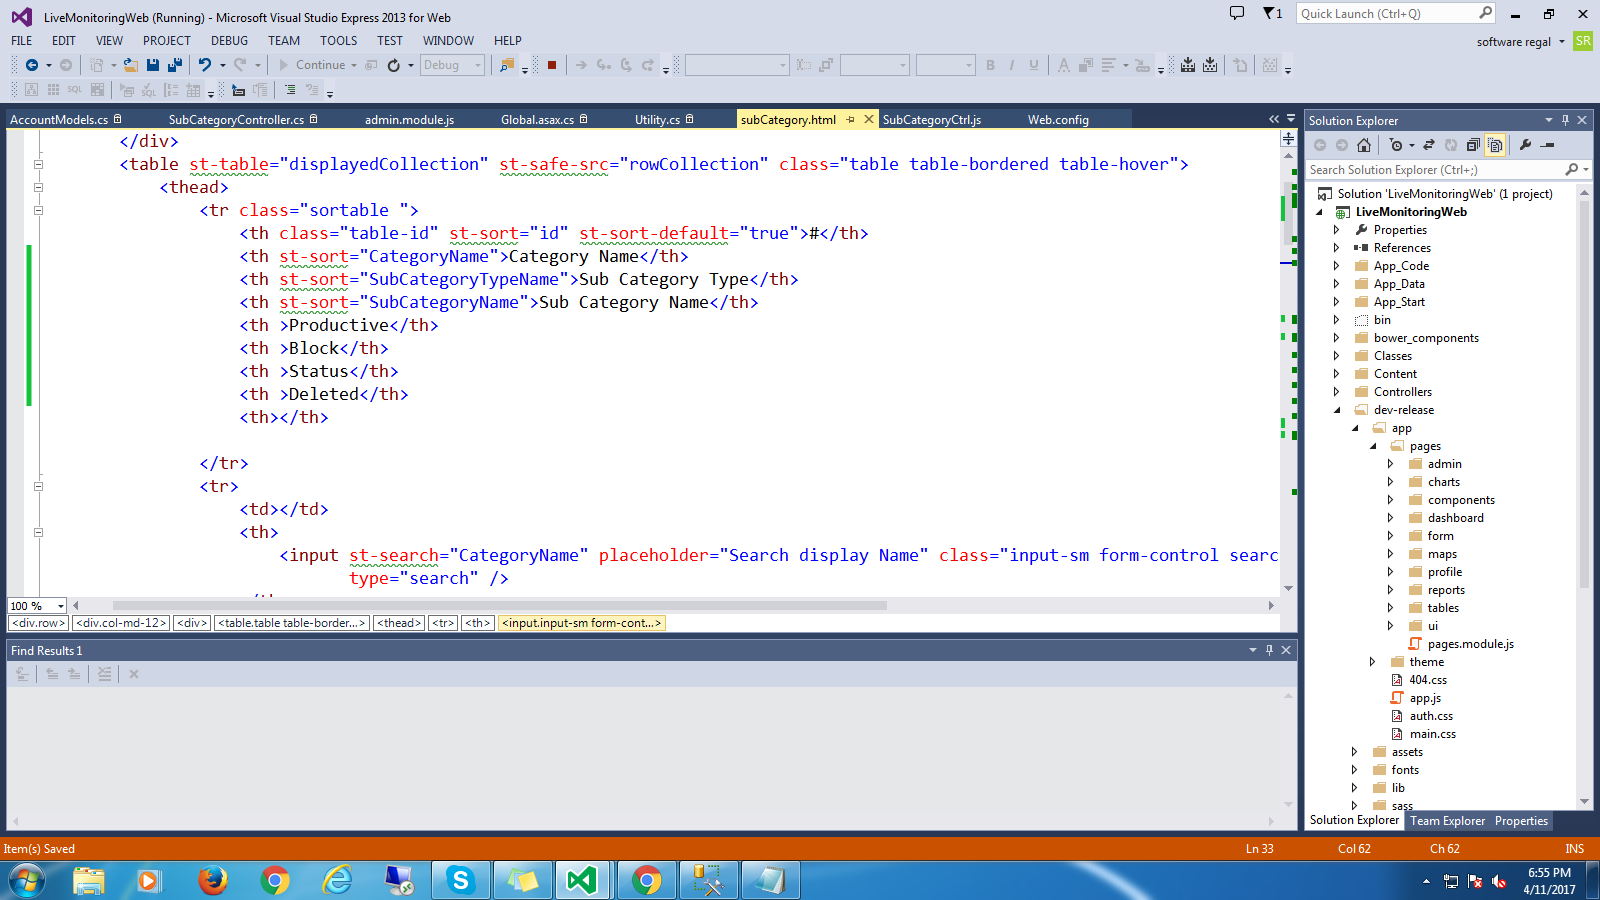 LiveMonitoringWeb (Running) - Microsoft Visual Studio Express 2013 for Web
1
Quick Launch (Ctrl+Q)
FILE EDIT VIEW PROJECT DEBUG TEAM TOOLS TEST WINDOW HELP
software regal
SR
Continue
Debug
B I U A
SQL
AccountModels.cs SubCategoryController.cs admin.module.js Global.asax.cs Utility.cs subCategory.html SubCategoryCtrl.js Web.config
</div>
<table st-table="displayedCollection" st-safe-src="rowCollection" class="table table-bordered table-hover">
<thead>
<tr class="sortable ">
<th class="table-id" st-sort="id" st-sort-default="true">#</th>
<th st-sort="CategoryName">Category Name</th>
<th st-sort="SubCategoryTypeName">Sub Category Type</th>
<th st-sort="SubCategoryName">Sub Category Name</th>
<th >Productive</th>
<th >Block</th>
<th >Status</th>
<th >Deleted</th>
<th></th>
</tr>
<tr>
<td></td>
<th>
<input st-search="CategoryName" placeholder="Search display Name" class="input-sm form-control searc
type="search" />
100 %
<div.row> <div.col-md-12> <div> <table.table table-border...> <thead> <tr> <th> <input.input-sm form-cont...>
Find Results 1
Solution Explorer
Search Solution Explorer (Ctrl+;)
Solution 'LiveMonitoringWeb' (1 project)
LiveMonitoringWeb
Properties
References
App_Code
App_Data
App_Start
bin
bower_components
Classes
Content
Controllers
dev-release
app
pages
admin
charts
components
dashboard
form
maps
profile
reports
tables
ui
pages.module.js
theme
404.css
app.js
auth.css
main.css
assets
fonts
lib
sass
Solution Explorer Team Explorer Properties
Item(s) Saved
Ln 33 Col 62 Ch 62 INS
6:55 PM
4/11/2017